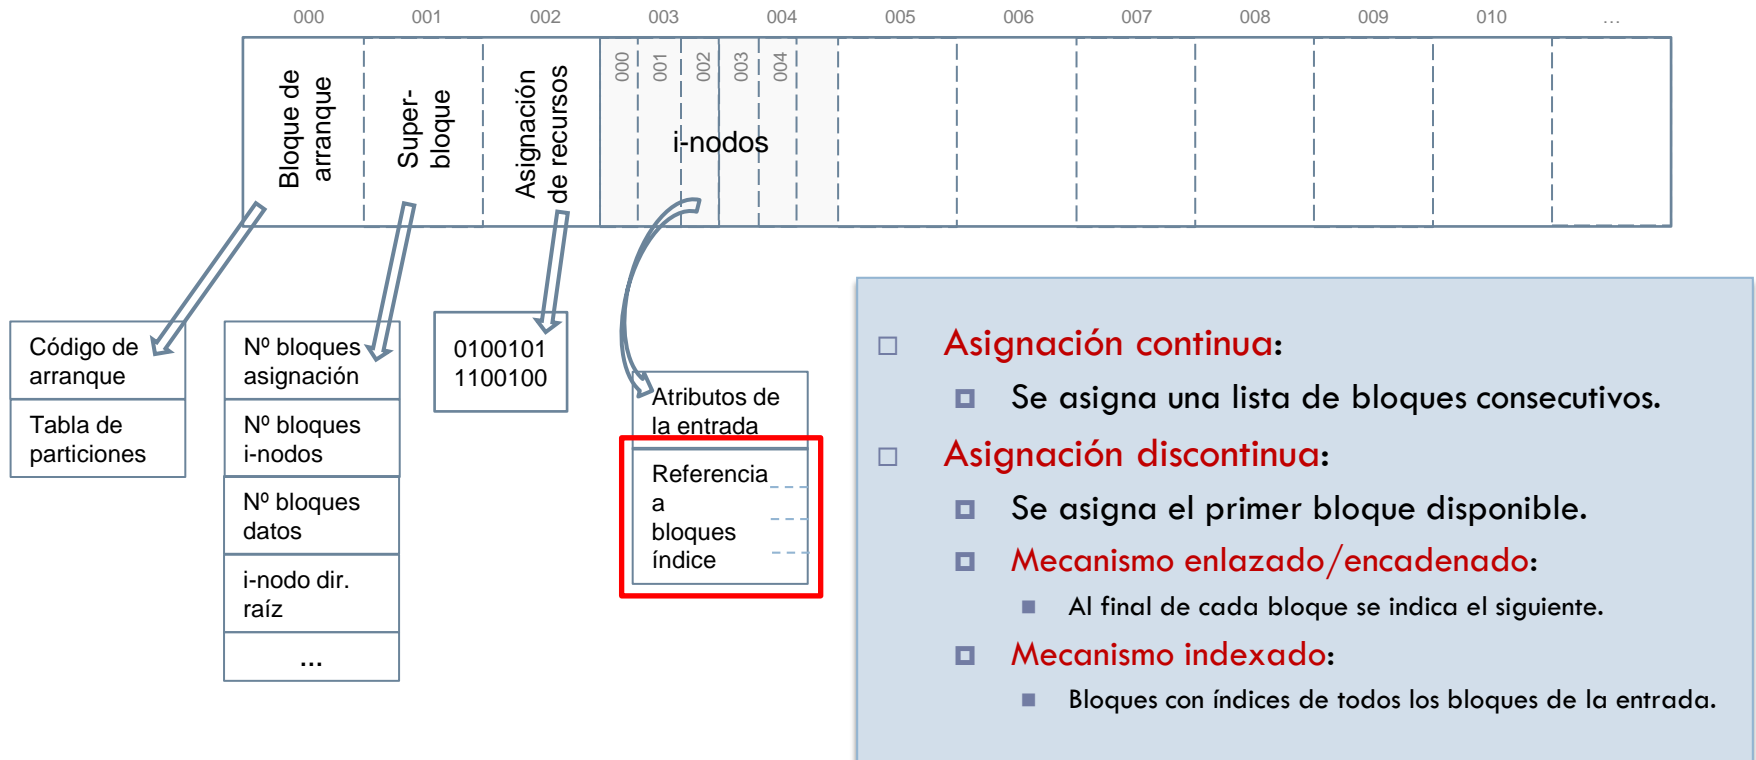 000 001 002 003 004 005 006 007 008 009 010 ...
Bloque de
arranque
Super-
bloque
Asignación
de recursos
000 001 002 003 004
i-nodos
Código de
arranque
Tabla de
particiones
Nº bloques
asignación
Nº bloques
i-nodos
Nº bloques
datos
i-nodo dir.
raíz
...
0100101
1100100
Atributos de
la entrada
Referencia
a
bloques
índice
Asignación continua:
Se asigna una lista de bloques consecutivos.
Asignación discontinua:
Se asigna el primer bloque disponible.
Mecanismo enlazado/encadenado:
Al final de cada bloque se indica el siguiente.
Mecanismo indexado:
Bloques con índices de todos los bloques de la entrada.